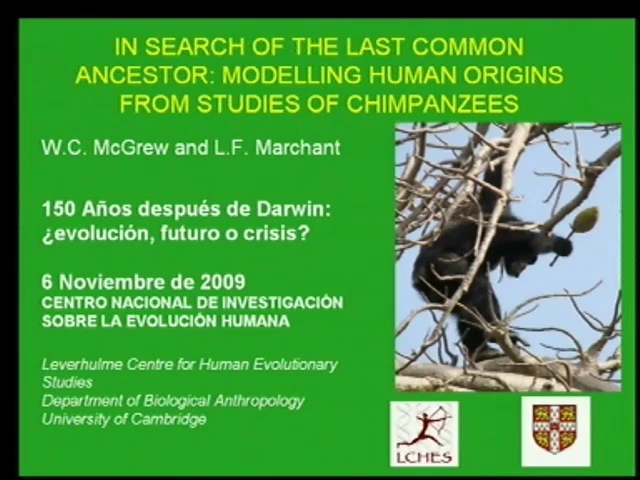 IN SEARCH OF THE LAST COMMON
ANCESTOR: MODELLING HUMAN ORIGINS
FROM STUDIES OF CHIMPANZEES
W.C. McGrew and L.F. Marchant
150 Años después de Darwin:
¿evolución, futuro o crisis?
6 Noviembre de 2009
CENTRO NACIONAL DE INVESTIGACIÓN
SOBRE LA EVOLUCIÓN HUMANA
Leverhulme Centre for Human Evolutionary
Studies
Department of Biological Anthropology
University of Cambridge
LCHES